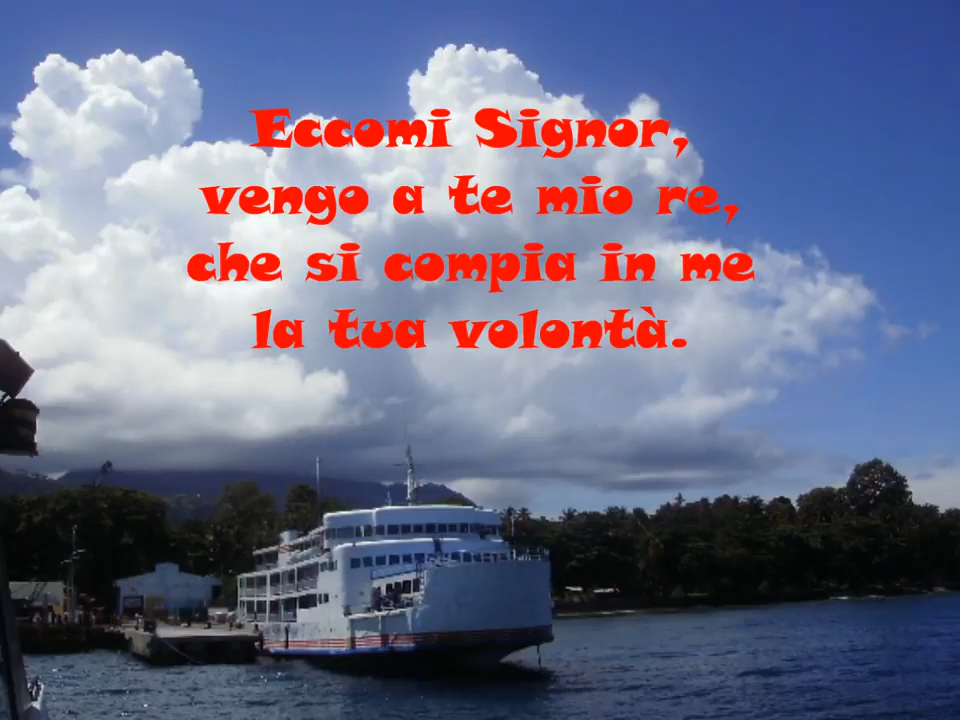 Eccomi Signor,
vengo a te mio re,
che si compia in me
la tua volontà.